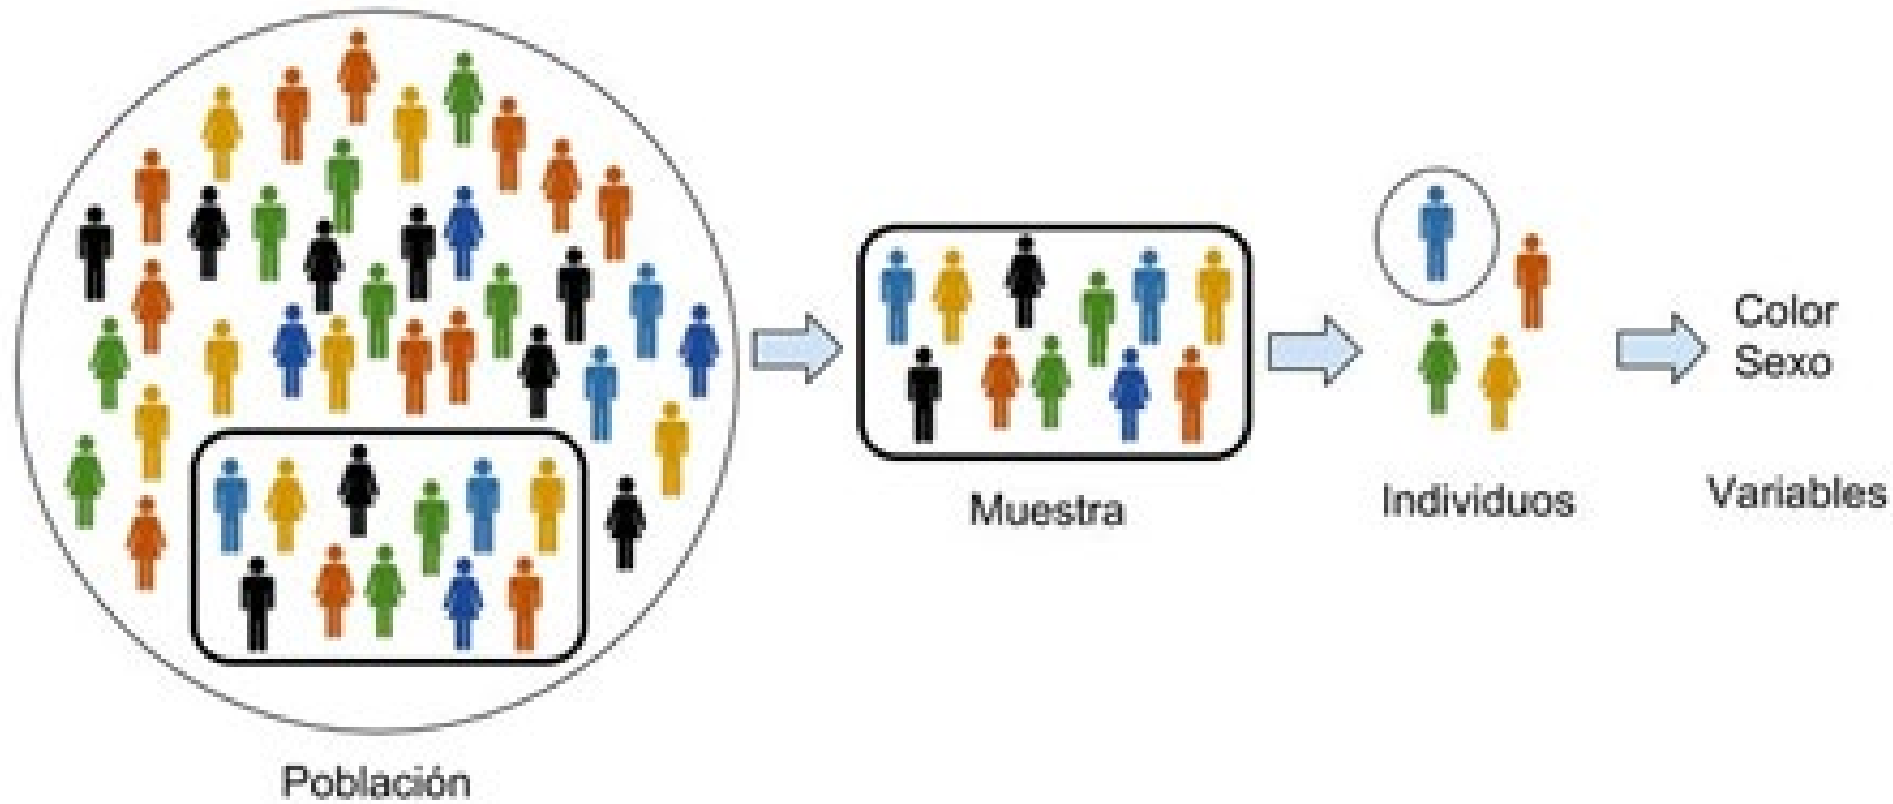 Población
Muestra
Individuos
Color
Sexo
Variables